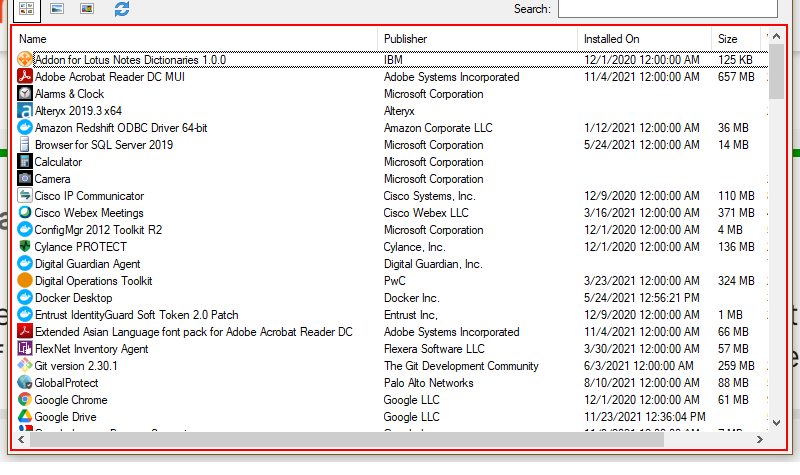 Search:
Name Publisher Installed On Size
Addon for Lotus Notes Dictionaries 1.0.0 IBM 12/1/2020 12:00:00 AM 125 KB
Adobe Acrobat Reader DC MUI Adobe Systems Incorporated 11/4/2021 12:00:00 AM 657 MB
Alarms & Clock Microsoft Corporation
Alteryx 2019.3 x64 Alteryx
Amazon Redshift ODBC Driver 64-bit Amazon Corporate LLC 1/12/2021 12:00:00 AM 36 MB
Browser for SQL Server 2019 Microsoft Corporation 5/24/2021 12:00:00 AM 14 MB
Calculator Microsoft Corporation
Camera Microsoft Corporation
Cisco IP Communicator Cisco Systems, Inc. 12/9/2020 12:00:00 AM 110 MB
Cisco Webex Meetings Cisco Webex LLC 3/16/2021 12:00:00 AM 371 MB
ConfigMgr 2012 Toolkit R2 Microsoft Corporation 12/1/2020 12:00:00 AM 4 MB
Cylance PROTECT Cylance, Inc. 12/1/2020 12:00:00 AM 136 MB
Digital Guardian Agent Digital Guardian, Inc.
Digital Operations Toolkit PwC 3/23/2021 12:00:00 AM 324 MB
Docker Desktop Docker Inc. 5/24/2021 12:56:21 PM
Entrust IdentityGuard Soft Token 2.0 Patch Entrust Inc, 12/9/2020 12:00:00 AM 1 MB
Extended Asian Language font pack for Adobe Acrobat Reader DC Adobe Systems Incorporated 11/4/2021 12:00:00 AM 66 MB
FlexNet Inventory Agent Flexera Software LLC 3/30/2021 12:00:00 AM 57 MB
Git version 2.30.1 The Git Development Community 6/3/2021 12:00:00 AM 259 MB
GlobalProtect Palo Alto Networks 8/10/2021 12:00:00 AM 88 MB
Google Chrome Google LLC 12/1/2020 12:00:00 AM 61 MB
Google Drive Google LLC 11/23/2021 12:36:04 PM